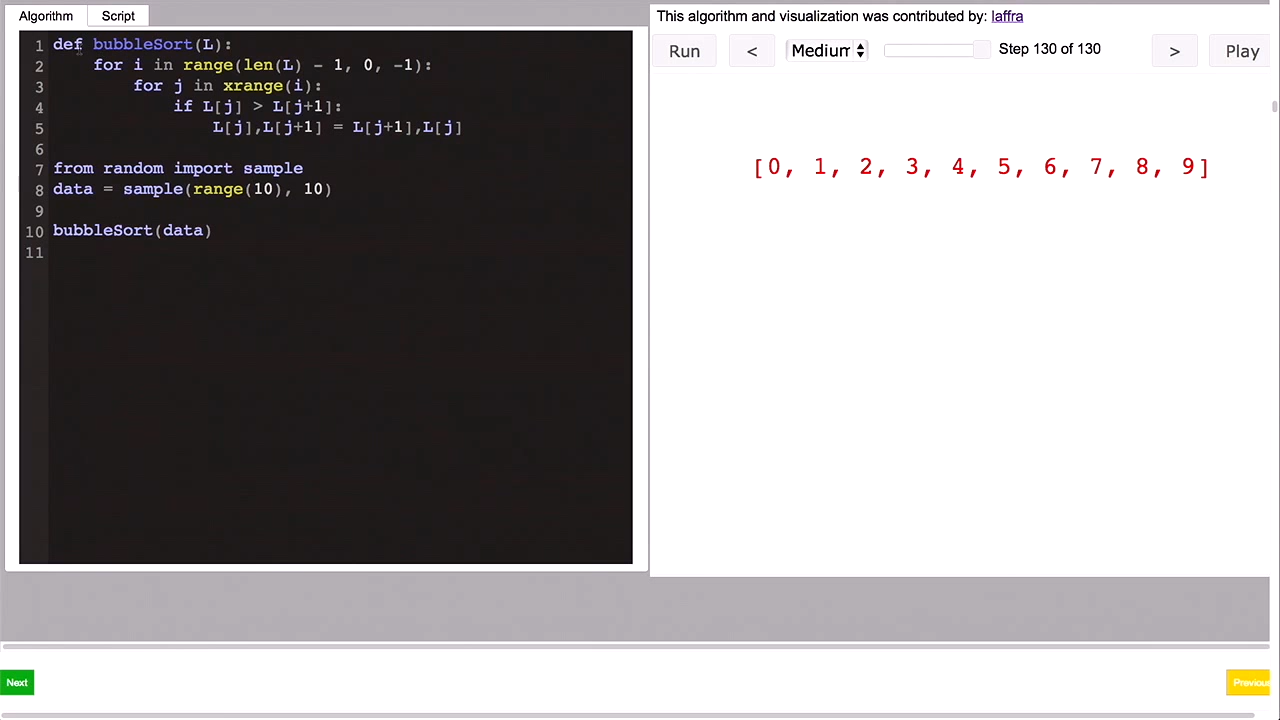 Algorithm Script
1 def bubbleSort(L):
2 for i in range(len(L) - 1, 0, -1):
3 for j in xrange(i):
4 if L[j] > L[j+1]:
5 L[j],L[j+1] = L[j+1],L[j]
6
7 from random import sample
8 data = sample(range(10), 10)
9
10 bubbleSort(data)
11
This algorithm and visualization was contributed by: laffra
Run < Medium Step 130 of 130 > Play
[0, 1, 2, 3, 4, 5, 6, 7, 8, 9]
Next
Previous